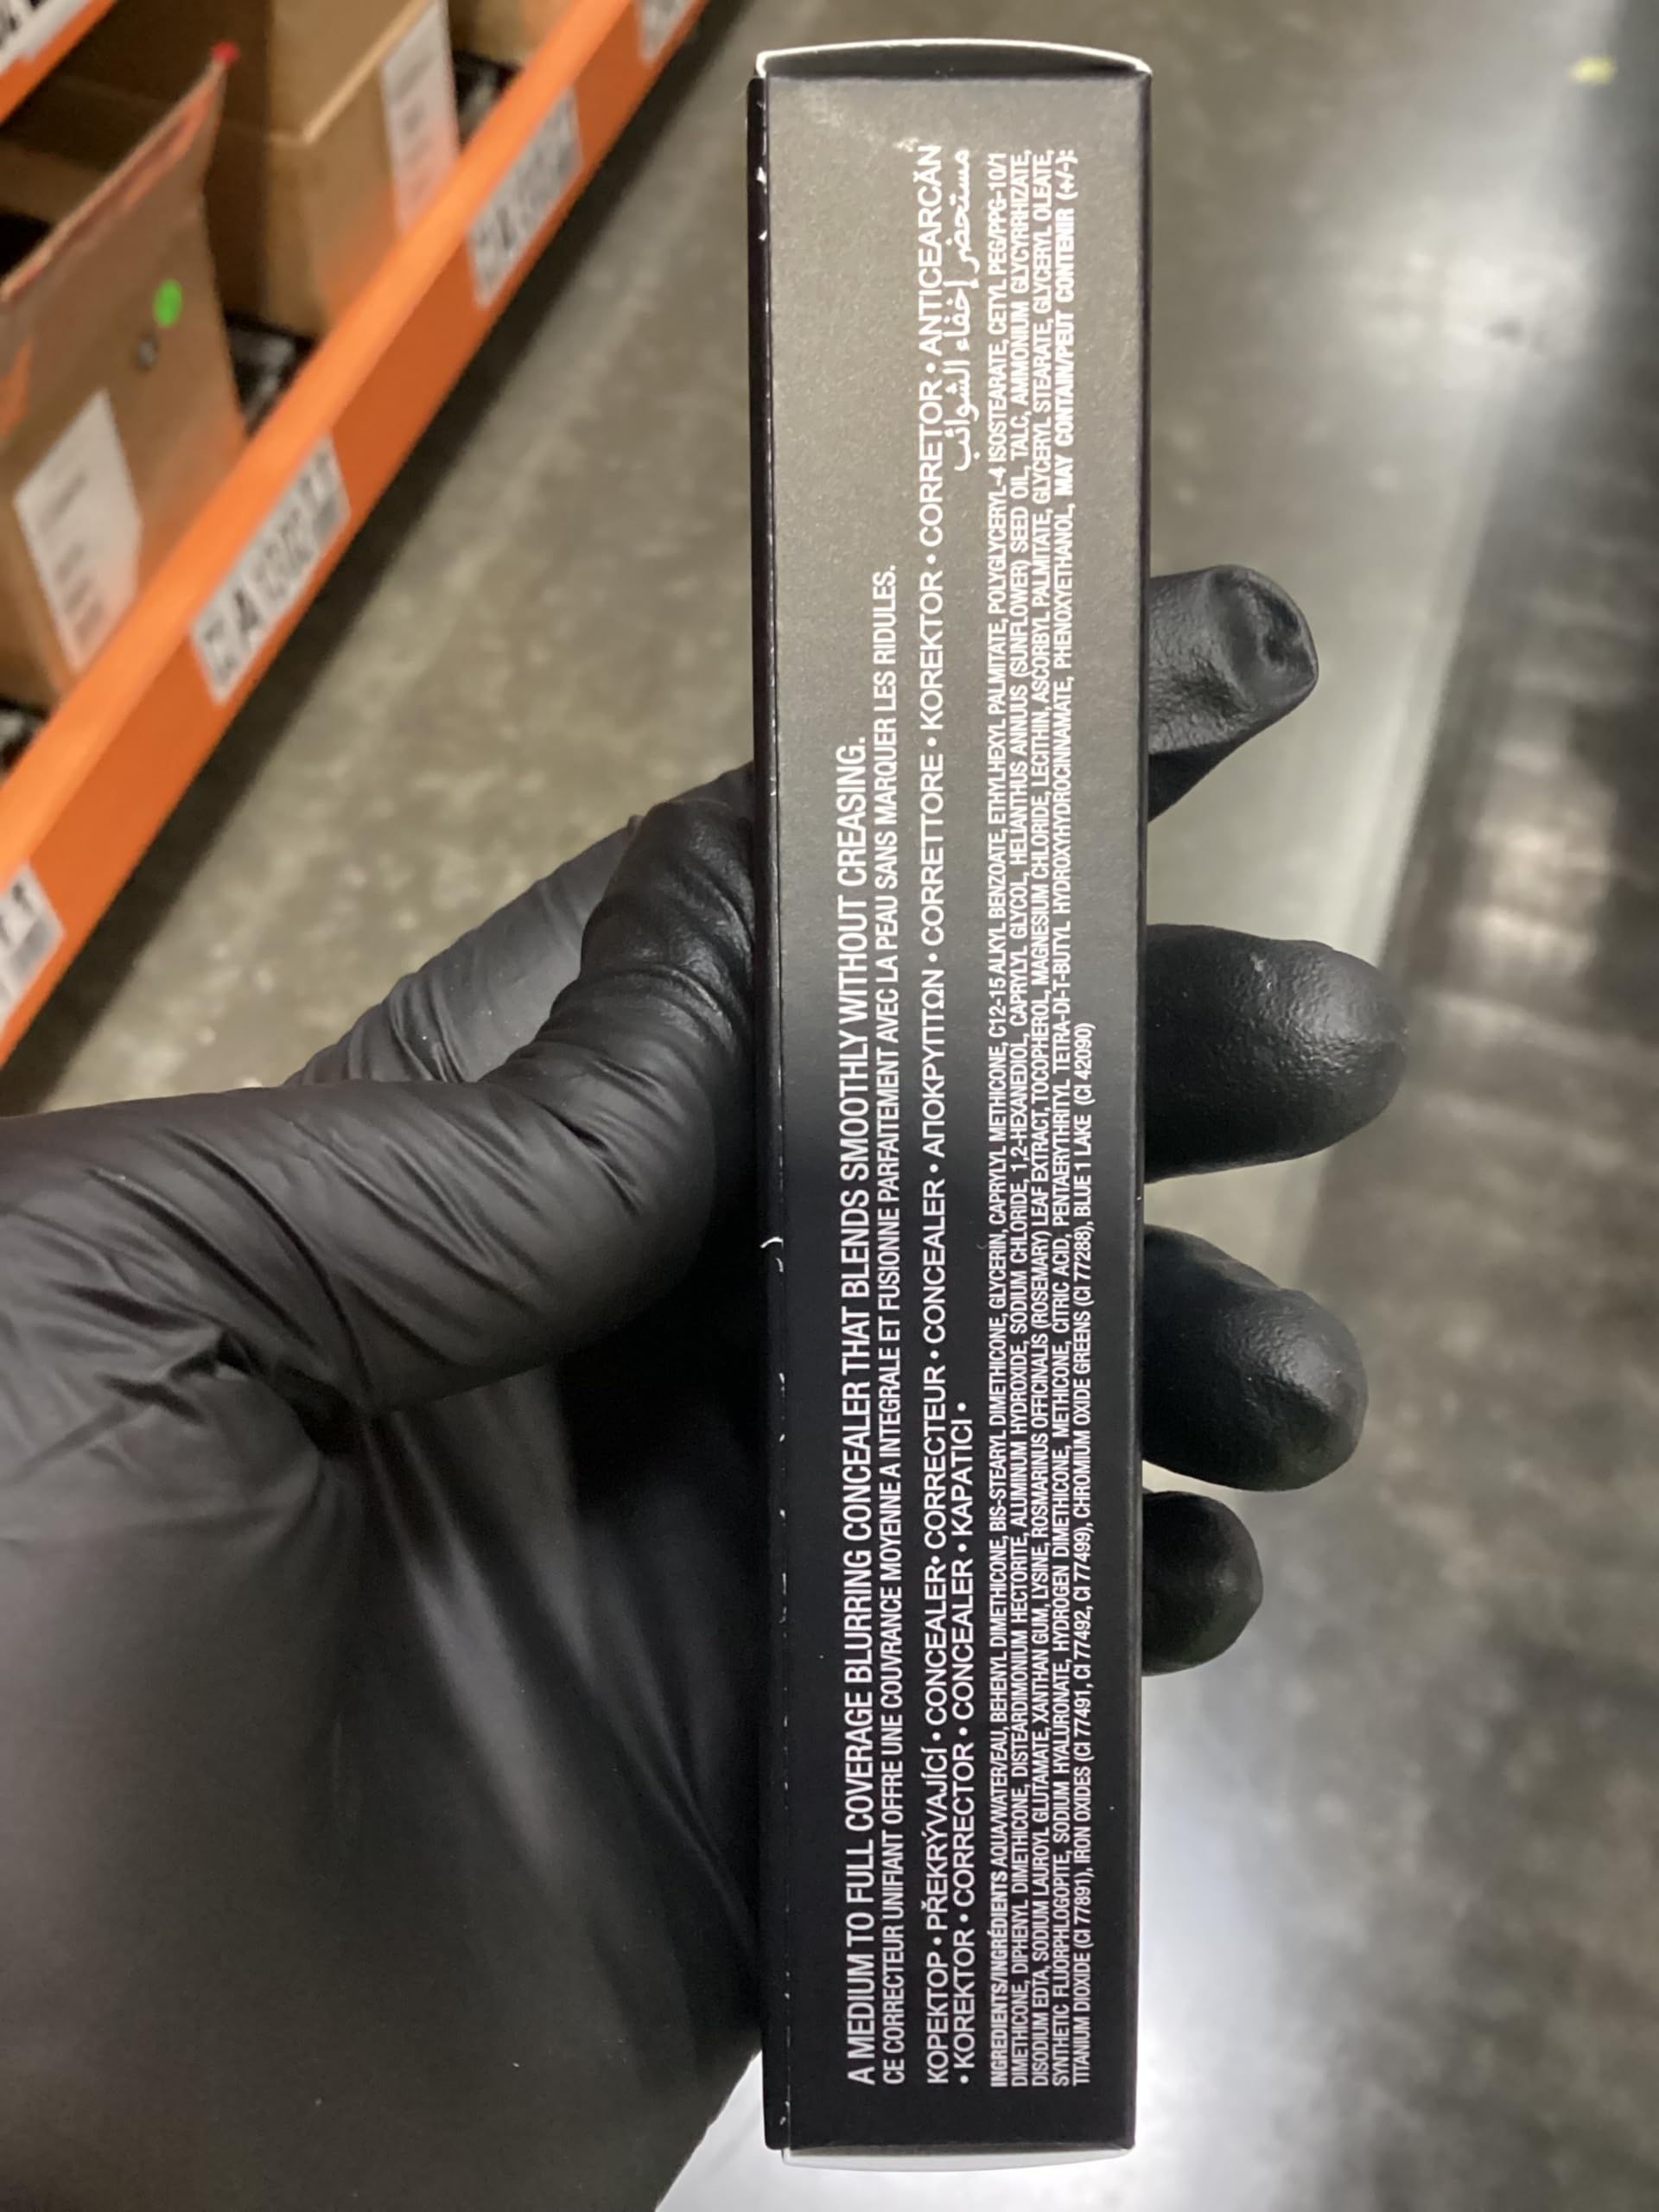 A MEDIUM TO FULL COVERAGE BLURRING CONCEALER THAT BLENDS SMOOTHLY WITHOUT CREASING.
CE CORRECTEUR UNIFIANT OFFRE UNE COUVRANCE MOYENNE A INTEGRALE ET FUSIONNE PARFAITEMENT AVEC LA PEAU SANS MARQUER LES RIDULES.
КОРЕКТОР • PŘEKRÝVAJÍCÍ • CONCEALER• CORRECTEUR • CONCEALER • ΑΠΟΚΡΥΠΤΩΝ • CORRETTORE • KOREKTOR • CORRETOR • ANTICEARCĂN
• KOREKTOR • CORRECTOR • CONCEALER • KAPATICI • مستحضر إخفاء الشوائب
INGREDIENTS/INGRÉDIENTS AQUA/WATER/EAU, BEHENYL DIMETHICONE, BIS-STEARYL DIMETHICONE, GLYCERIN, CAPRYLYL METHICONE, C12-15 ALKYL BENZOATE, ETHYLHEXYL PALMITATE, POLYGLYCERYL-4 ISOSTEARATE, CETYL PEG/PPG-10/1
DIMETHICONE, DIPHENYL DIMETHICONE, DISTEARDIMONIUM HECTORITE, ALUMINUM HYDROXIDE, SODIUM CHLORIDE, 1,2-HEXANEDIOL, CAPRYLYL GLYCOL, HELIANTHUS ANNUUS (SUNFLOWER) SEED OIL, TALC, AMMONIUM GLYCYRRHIZATE,
DISODIUM EDTA, SODIUM LAUROYL GLUTAMATE, XANTHAN GUM, LYSINE, ROSMARINUS OFFICINALIS (ROSEMARY) LEAF EXTRACT, TOCOPHEROL, MAGNESIUM CHLORIDE, LECITHIN, ASCORBYL PALMITATE, GLYCERYL STEARATE, GLYCERYL OLEATE,
SYNTHETIC FLUORPHLOGOPITE, SODIUM HYALURONATE, HYDROGEN DIMETHICONE, METHICONE, CITRIC ACID, PENTAERYTHRITYL TETRA-DI-T-BUTYL HYDROXYHYDROCINNAMATE, PHENOXYETHANOL, MAY CONTAIN/PEUT CONTENIR (+/-):
TITANIUM DIOXIDE (CI 77891), IRON OXIDES (CI 77491, CI 77492, CI 77499), CHROMIUM OXIDE GREENS (CI 77288), BLUE 1 LAKE (CI 42090)